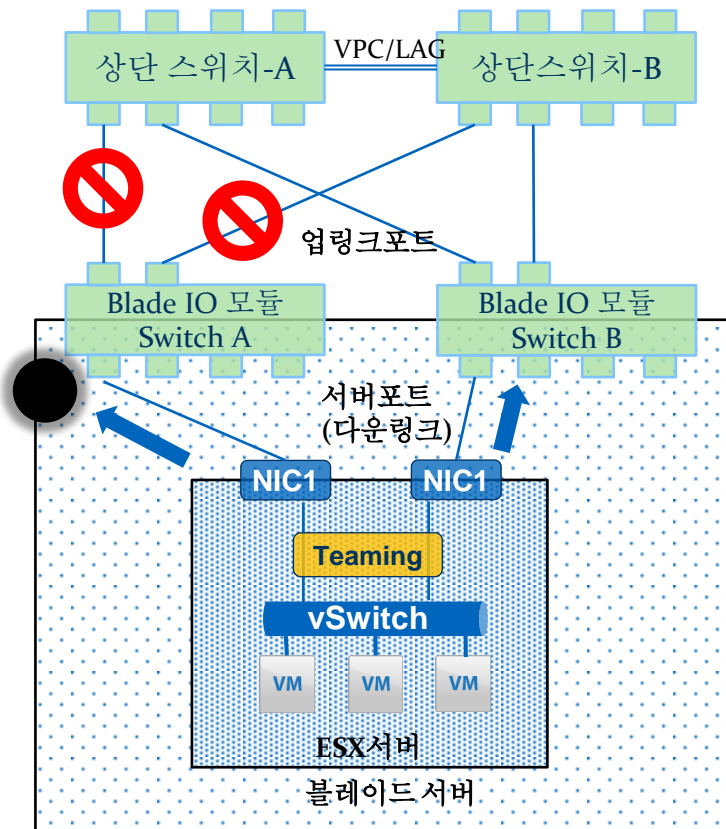 상단 스위치-A
VPC/LAG
상단스위치-B
업링크포트
Blade IO 모듈
Switch A
Blade IO 모듈
Switch B
서버포트
(다운링크)
NIC1
NIC1
Teaming
vSwitch
VM
VM
VM
ESX서버
블레이드 서버